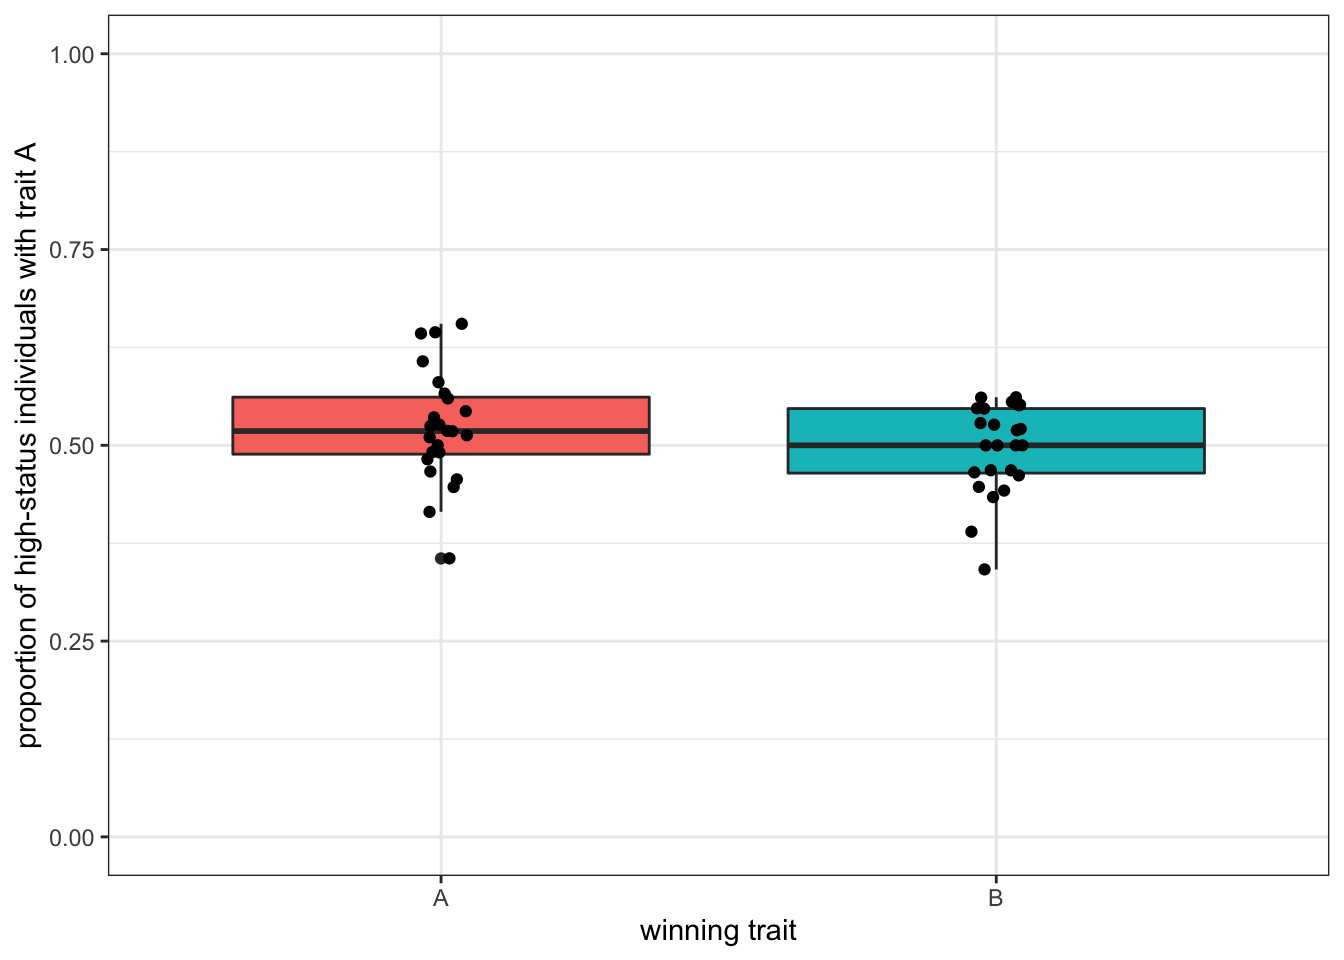 proportion of high-status individuals with trait A
1.00
0.75
0.50
0.25
0.00
A
B
winning trait